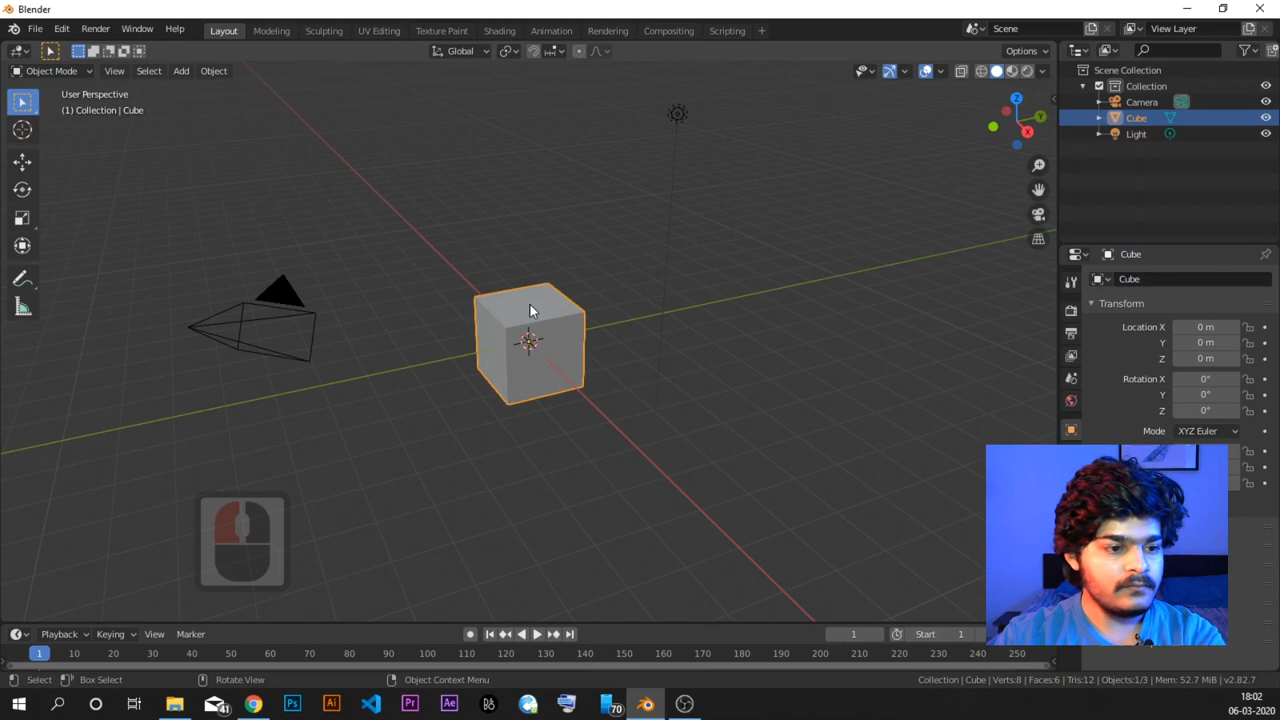 Blender
File Edit Render Window Help
Layout Modeling Sculpting UV Editing Texture Paint Shading Animation Rendering Compositing Scripting +
Scene
View Layer
Global
Options
Object Mode View Select Add Object
User Perspective
(1) Collection | Cube
Z
Y
X
Scene Collection
Collection
Camera
Cube
Light
Cube
Cube
Transform
Location X 0 m
Y 0 m
Z 0 m
Rotation X 0°
Y 0°
Z 0°
Mode XYZ Euler
Playback Keying View Marker
1
Start 1
1 10 20 30 40 50 60 70 80 90 100 110 120 130 140 150 160 170 180 190 200 210 220 230 240 250
Select Box Select Rotate View Object Context Menu
Collection | Cube | Verts:8 | Faces:6 | Tris:12 | Objects:1/3 | Mem: 52.7 MiB | v2.82.7
41
Ps
Ai
Pr
Ae
70
18:02
06-03-2020